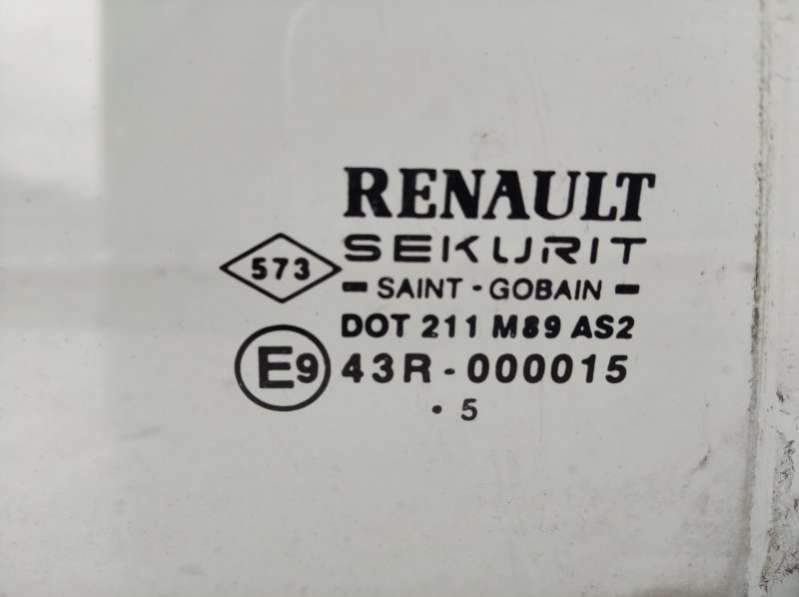 RENAULT
SEKURIT
573
- SAINT - GOBAIN -
DOT 211 M89 AS2
E9 43R - 000015
. 5